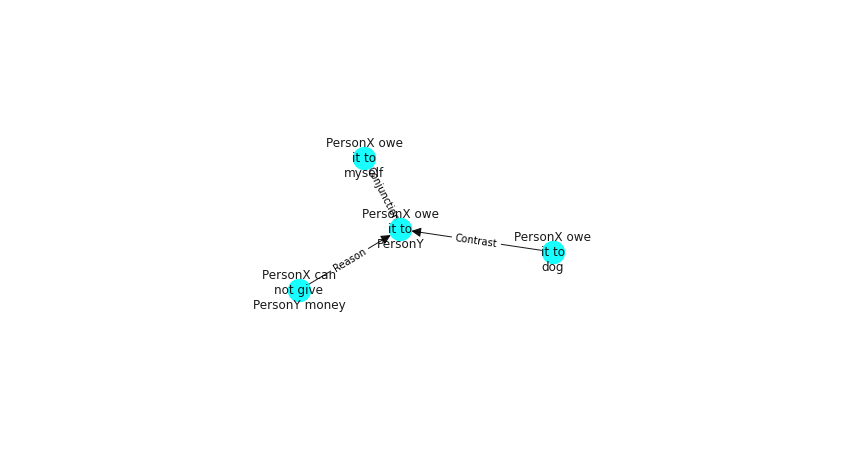 PersonX owe
it to
myself
Conjunction
PersonX owe
it to
PersonY
Contrast
PersonX owe
it to
dog
Reason
PersonX can
not give
PersonY money